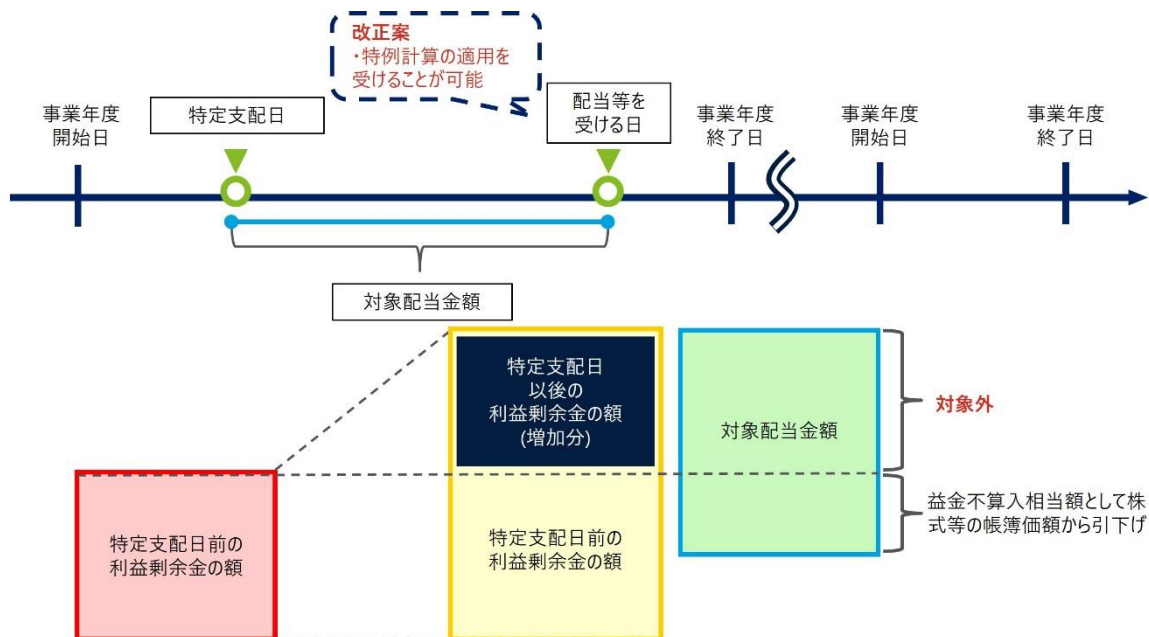 改正案
・特例計算の適用を
受けることが可能
事業年度
開始日
特定支配日
配当等を
受ける日
事業年度
終了日
事業年度
開始日
事業年度
終了日
対象配当金額
特定支配日
以後の
利益剰余金の額
(増加分)
対象配当金額
対象外
特定支配日前の
利益剰余金の額
特定支配日前の
利益剰余金の額
益金不算入相当額として株
式等の帳簿価額から引下げ